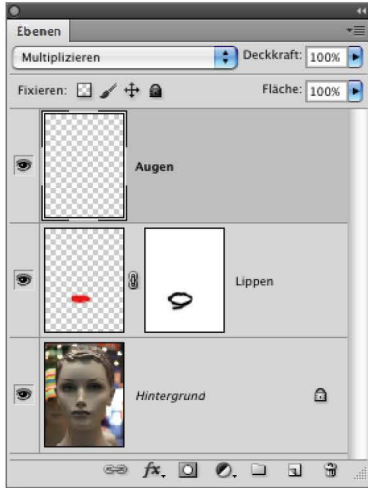 Ebenen
Multiplizieren Deckkraft: 100%
Fixieren: Fläche: 100%
Augen
Lippen
Hintergrund
fx.